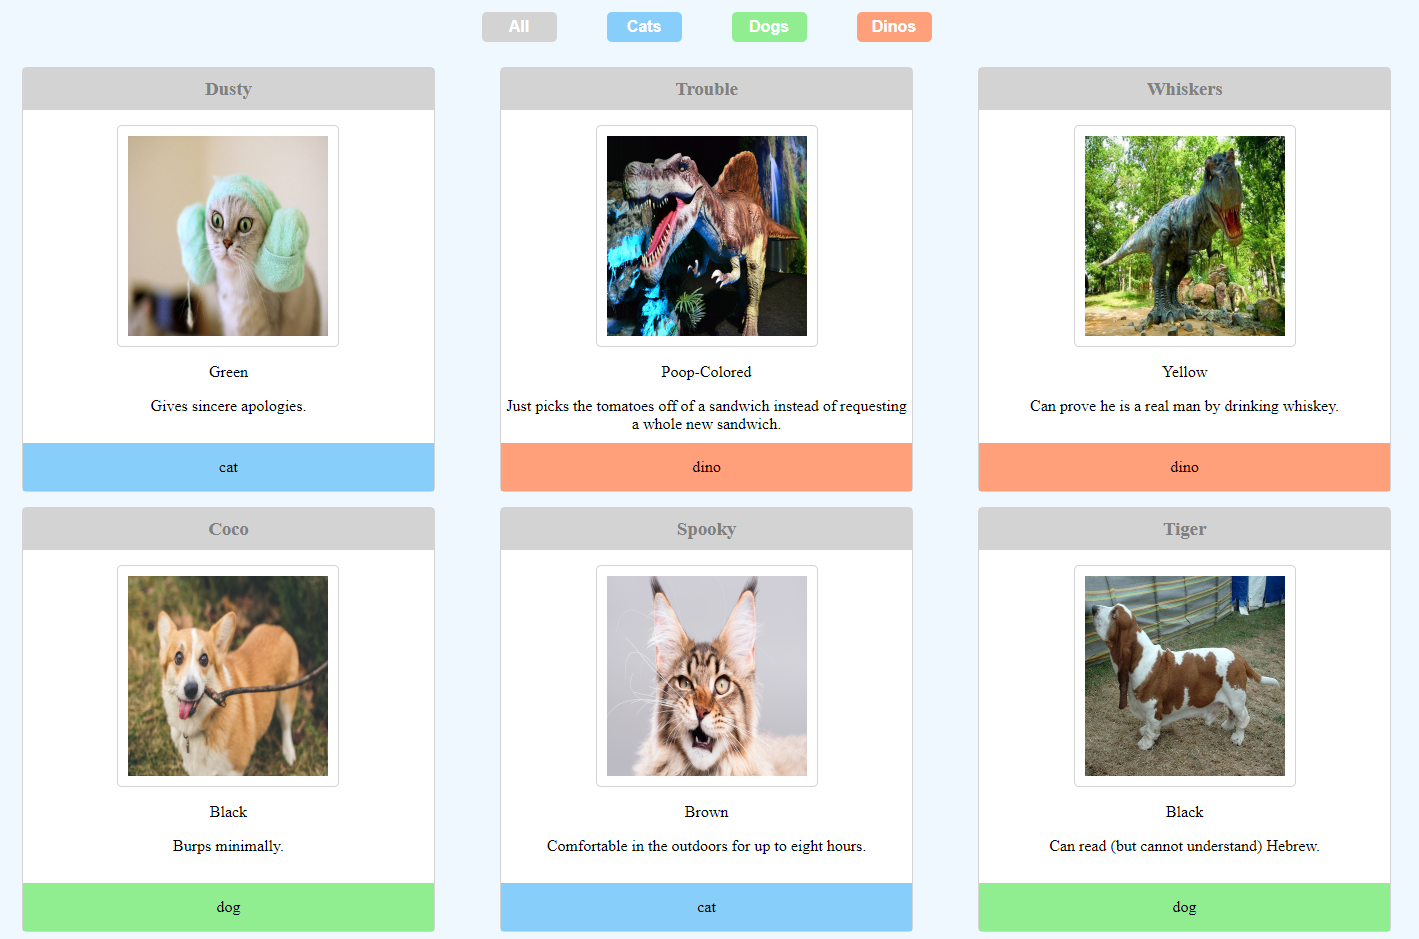 All Cats Dogs Dinos
Dusty
Green
Gives sincere apologies.
cat
Trouble
Poop-Colored
Just picks the tomatoes off of a sandwich instead of requesting
a whole new sandwich.
dino
Whiskers
Yellow
Can prove he is a real man by drinking whiskey.
dino
Coco
Black
Burps minimally.
dog
Spooky
Brown
Comfortable in the outdoors for up to eight hours.
cat
Tiger
Black
Can read (but cannot understand) Hebrew.
dog